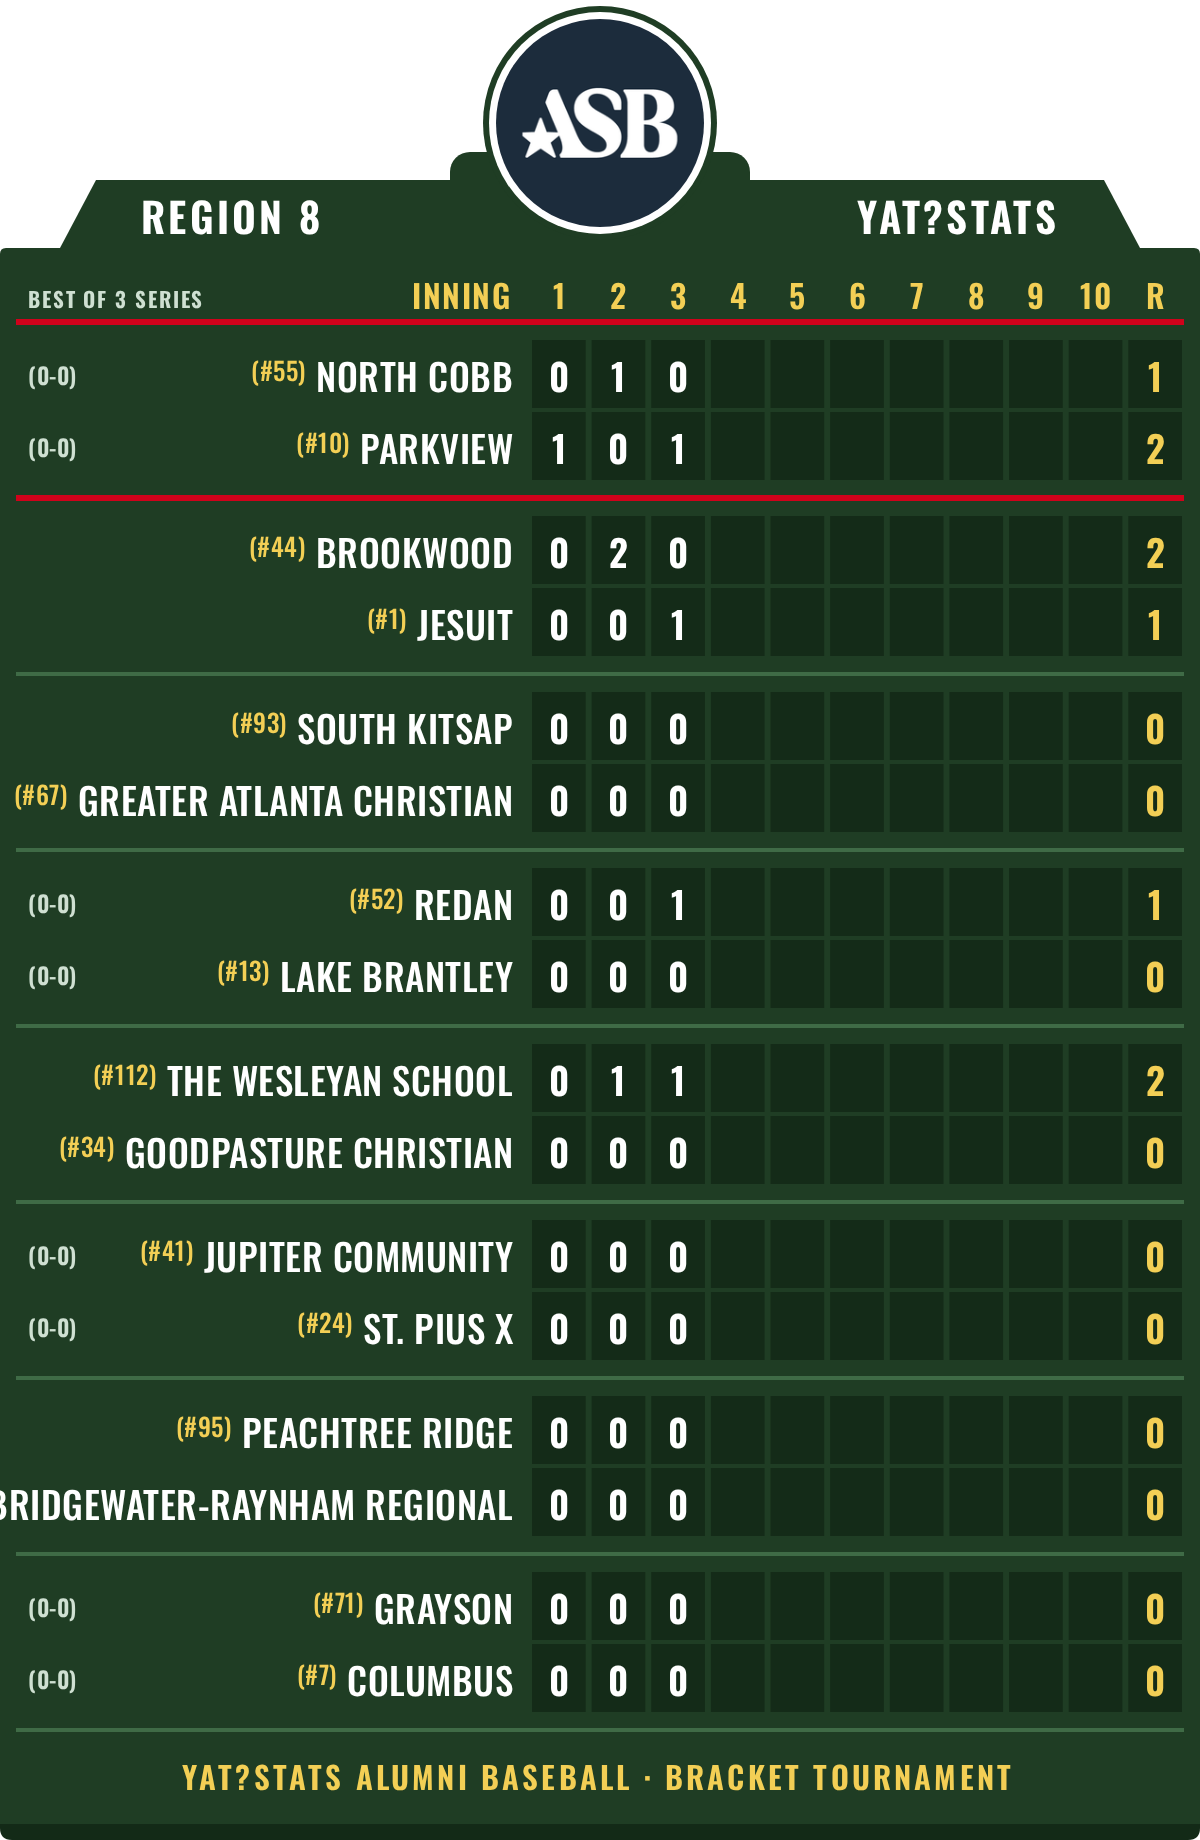 ASB
REGION 8 YAT?STATS
BEST OF 3 SERIES INNING 1 2 3 4 5 6 7 8 9 10 R
(0-0) (#55) NORTH COBB 0 1 0 1
(0-0) (#10) PARKVIEW 1 0 1 2
(#44) BROOKWOOD 0 2 0 2
(#1) JESUIT 0 0 1 1
(#93) SOUTH KITSAP 0 0 0 0
(#67) GREATER ATLANTA CHRISTIAN 0 0 0 0
(0-0) (#52) REDAN 0 0 1 1
(0-0) (#13) LAKE BRANTLEY 0 0 0 0
(#112) THE WESLEYAN SCHOOL 0 1 1 2
(#34) GOODPASTURE CHRISTIAN 0 0 0 0
(0-0) (#41) JUPITER COMMUNITY 0 0 0 0
(0-0) (#24) ST. PIUS X 0 0 0 0
(#95) PEACHTREE RIDGE 0 0 0 0
BRIDGEWATER-RAYNHAM REGIONAL 0 0 0 0
(0-0) (#71) GRAYSON 0 0 0 0
(0-0) (#7) COLUMBUS 0 0 0 0
YAT?STATS ALUMNI BASEBALL · BRACKET TOURNAMENT